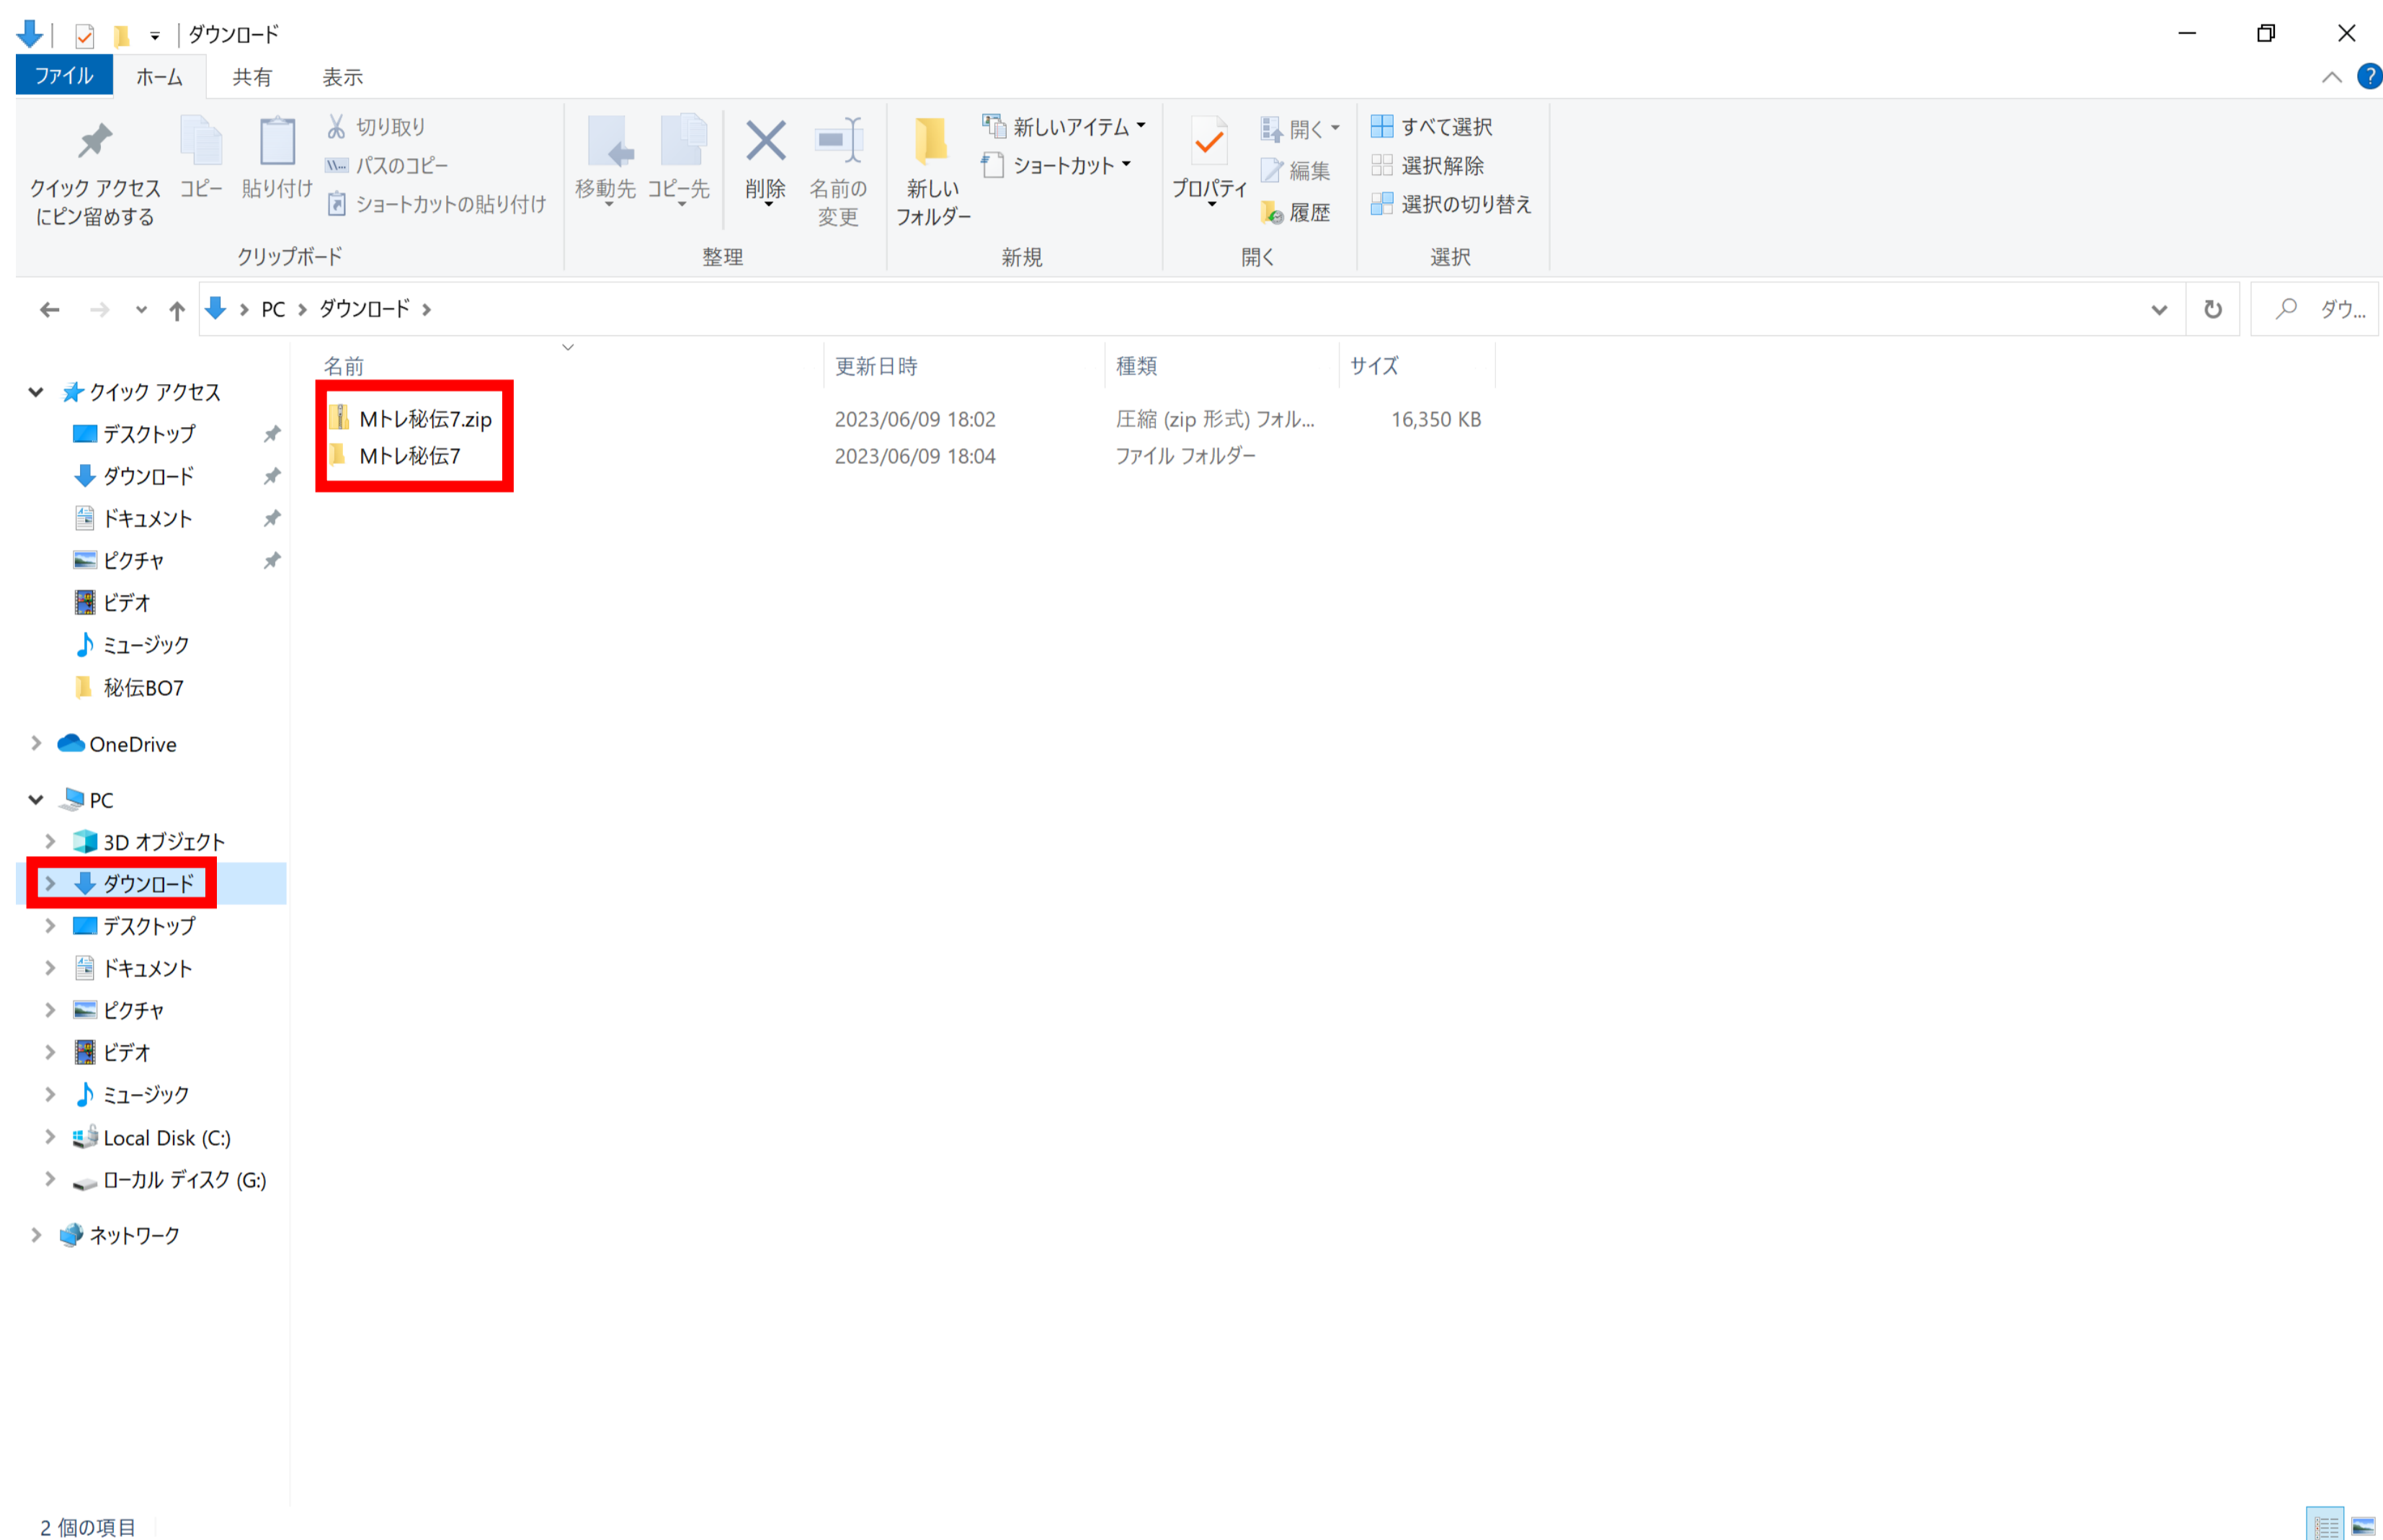 ダウンロード
ファイル ホーム 共有 表示
クイック アクセス
にピン留めする
コピー
貼り付け
切り取り
パスのコピー
ショートカットの貼り付け
クリップボード
移動先
コピー先
削除
名前の
変更
整理
新しい
フォルダー
新しいアイテム
ショートカット
新規
プロパティ
開く
編集
履歴
開く
すべて選択
選択解除
選択の切り替え
選択
PC ダウンロード
ダウ...
名前 更新日時 種類 サイズ
Mトレ秘伝7.zip 2023/06/09 18:02 圧縮 (zip 形式) フォル... 16,350 KB
Mトレ秘伝7 2023/06/09 18:04 ファイル フォルダー
クイック アクセス
デスクトップ
ダウンロード
ドキュメント
ピクチャ
ビデオ
ミュージック
秘伝BO7
OneDrive
PC
3D オブジェクト
ダウンロード
デスクトップ
ドキュメント
ピクチャ
ビデオ
ミュージック
Local Disk (C:)
ローカル ディスク (G:)
ネットワーク
2 個の項目